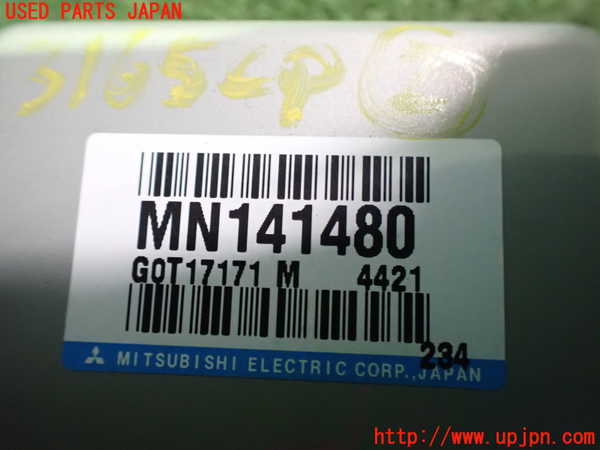 USED PARTS JAPAN
MN141480
G0T17171 M 4421
234
MITSUBISHI ELECTRIC CORP.,JAPAN
http://www.upjpn.com/